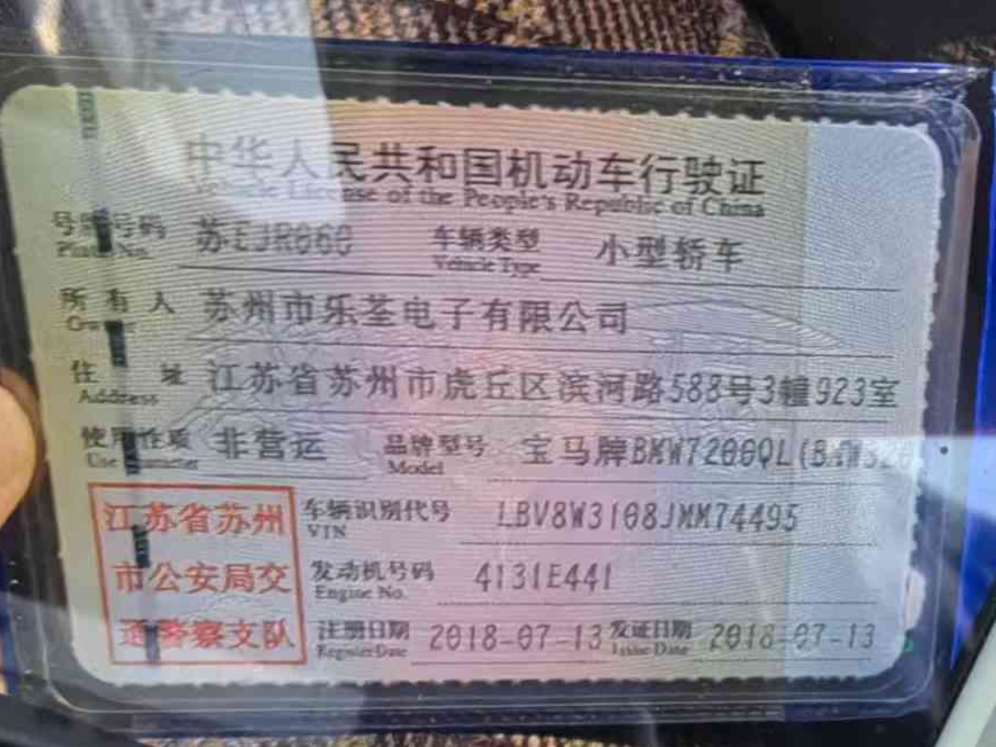 中华人民共和国机动车行驶证
Vehicle License of the People's Republic of China
号牌号码 苏EJR060 车辆类型 小型轿车
Plate No. Vehicle Type
所有人 苏州市乐荃电子有限公司
Owner
住址 江苏省苏州市虎丘区滨河路588号3幢923室
Address
使用性质 非营运 品牌型号 宝马牌BMW7200QL(BMW320
Use Character Model
江苏省苏州 车辆识别代号 LBV8W3108JMM74495
VIN
市公安局交 发动机号码 4131E441
Engine No.
通警察支队 注册日期 2018-07-13 发证日期 2018-07-13
Register Date Issue Date